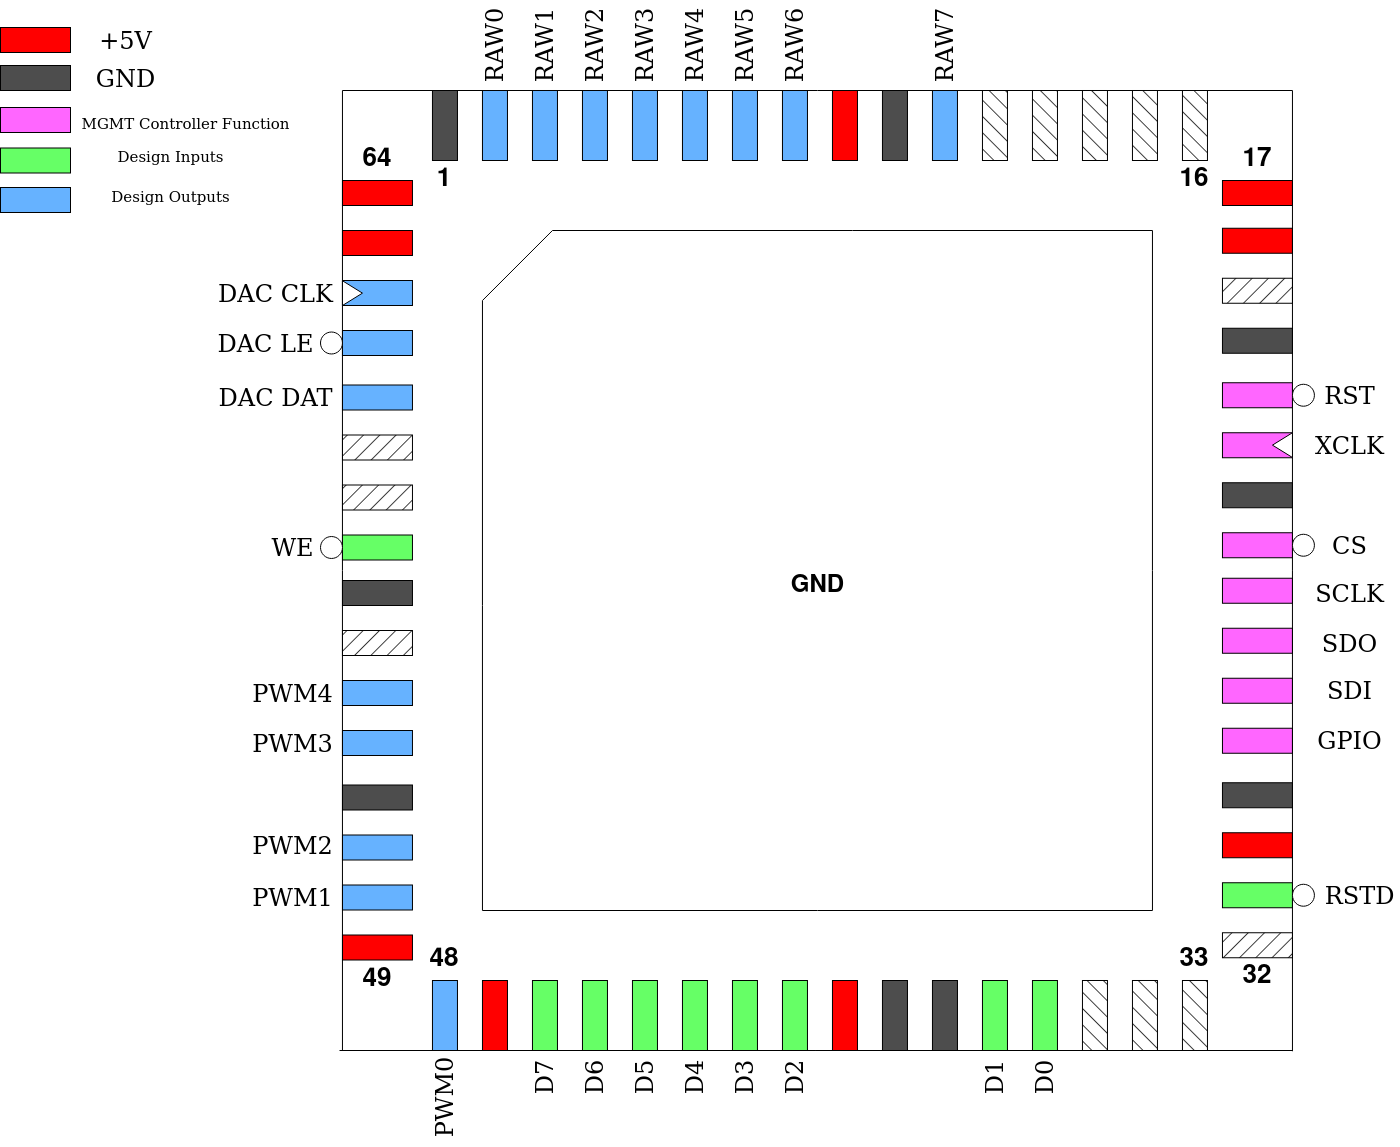 +5V
GND
MGMT Controller Function
Design Inputs
Design Outputs
RAW0
RAW1
RAW2
RAW3
RAW4
RAW5
RAW6
RAW7
64
1
16
17
DAC CLK
DAC LE
DAC DAT
WE
PWM4
PWM3
PWM2
PWM1
GND
RST
XCLK
CS
SCLK
SDO
SDI
GPIO
RSTD
49
48
33
32
PWM0
D7
D6
D5
D4
D3
D2
D1
D0